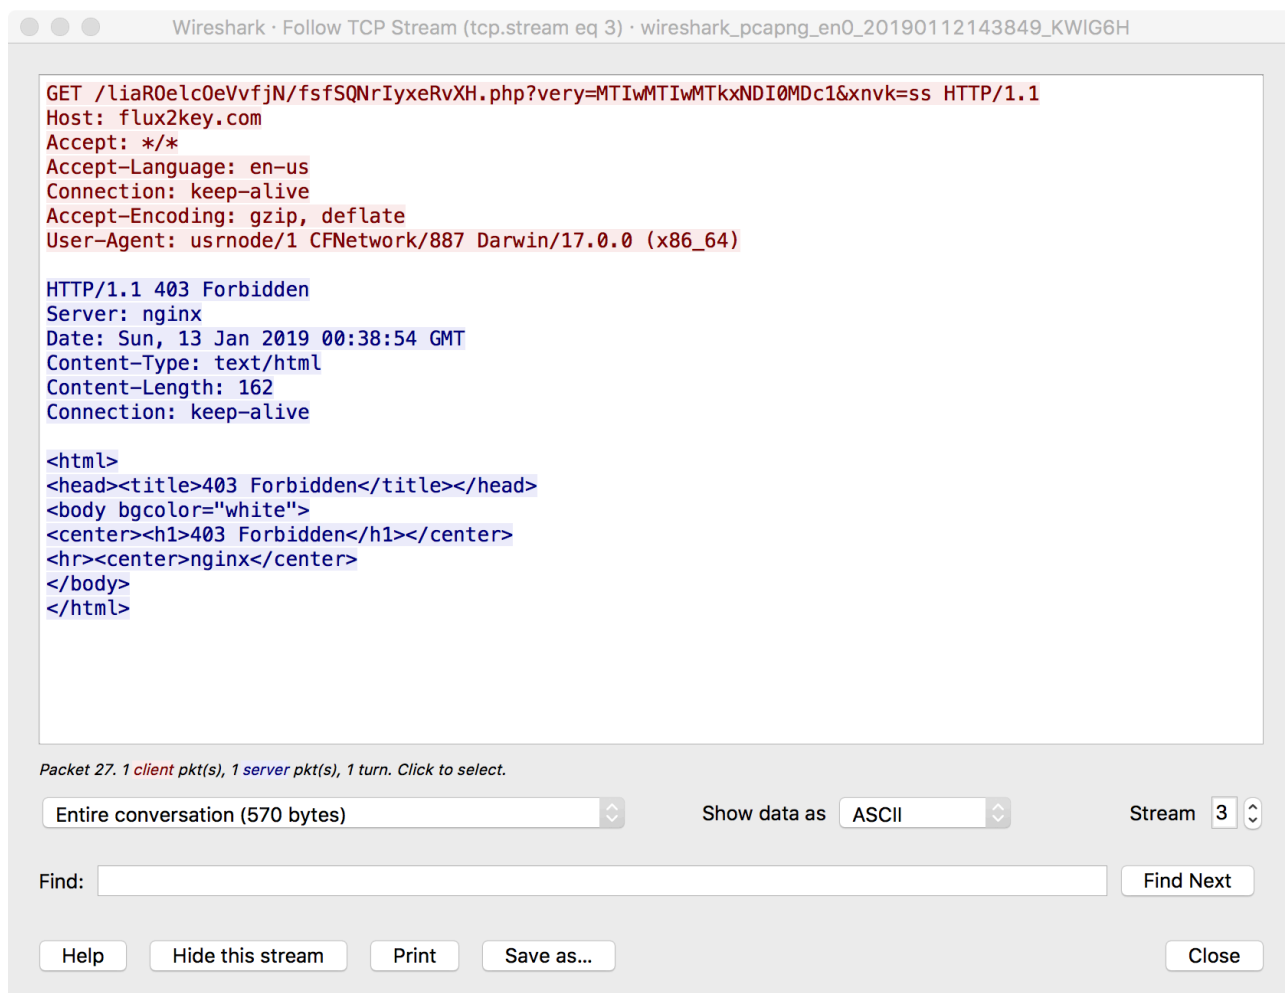 Wireshark · Follow TCP Stream (tcp.stream eq 3) · wireshark_pcapng_en0_20190112143849_KWIG6H
GET /liaROelcOeVvfjN/fsfSQNrIyxeRvXH.php?very=MTIwMTIwMTkxNDI0MDc1&xnvk=ss HTTP/1.1
Host: flux2key.com
Accept: */*
Accept-Language: en-us
Connection: keep-alive
Accept-Encoding: gzip, deflate
User-Agent: usrnode/1 CFNetwork/887 Darwin/17.0.0 (x86_64)
HTTP/1.1 403 Forbidden
Server: nginx
Date: Sun, 13 Jan 2019 00:38:54 GMT
Content-Type: text/html
Content-Length: 162
Connection: keep-alive
<html>
<head><title>403 Forbidden</title></head>
<body bgcolor="white">
<center><h1>403 Forbidden</h1></center>
<hr><center>nginx</center>
</body>
</html>
Packet 27. 1 client pkt(s), 1 server pkt(s), 1 turn. Click to select.
Entire conversation (570 bytes) Show data as ASCII Stream 3
Find: Find Next
Help Hide this stream Print Save as... Close